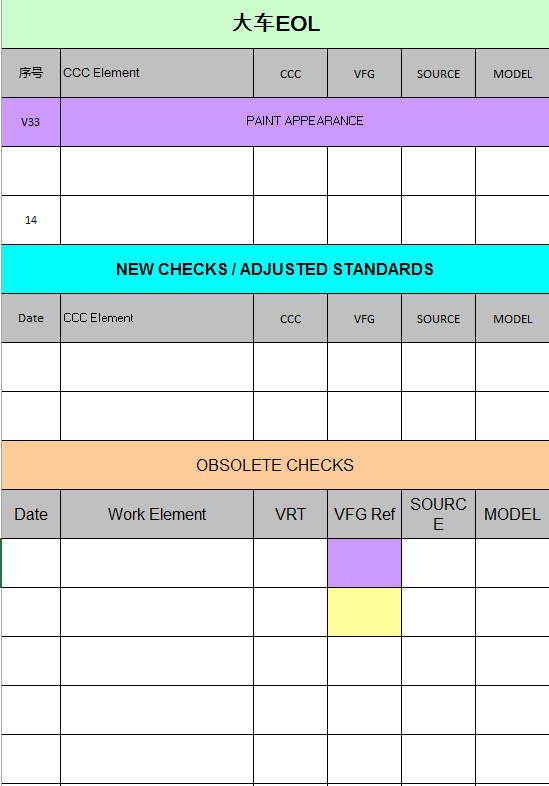 大车EOL
序号 CCC Element CCC VFG SOURCE MODEL
V33 PAINT APPEARANCE
14
NEW CHECKS / ADJUSTED STANDARDS
Date CCC Element CCC VFG SOURCE MODEL
OBSOLETE CHECKS
Date Work Element VRT VFG Ref SOURC
E MODEL